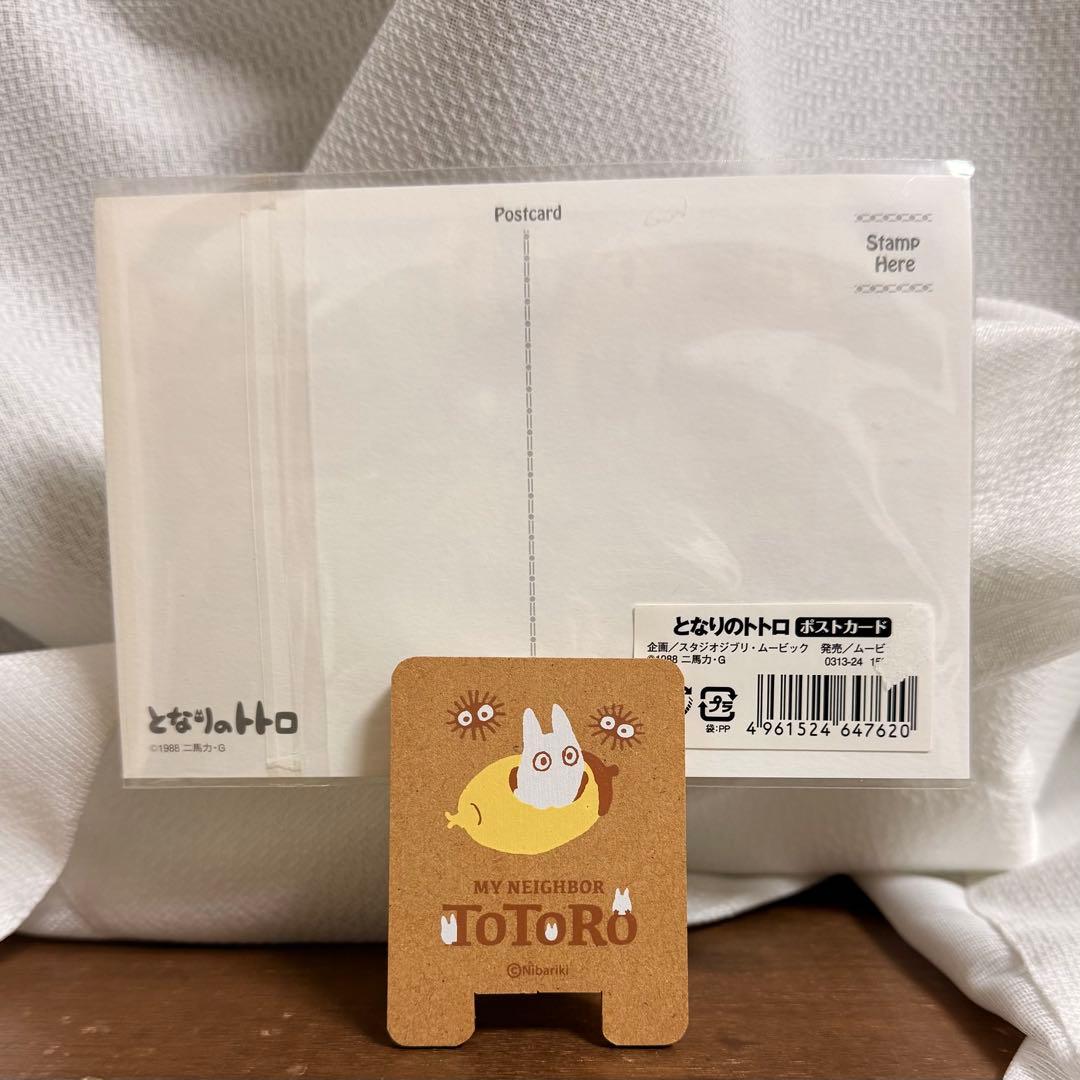 Postcard
Stamp
Here
となりのトトロ ポストカード
企画/スタジオジブリ・ムービック 発売/ムービ
©1988 二馬力・G 0313-24
袋:PP
プラ
4 961524 647620
となりのトトロ
©1988 二馬力・G
MY NEIGHBOR
ToToRo
©Nibariki